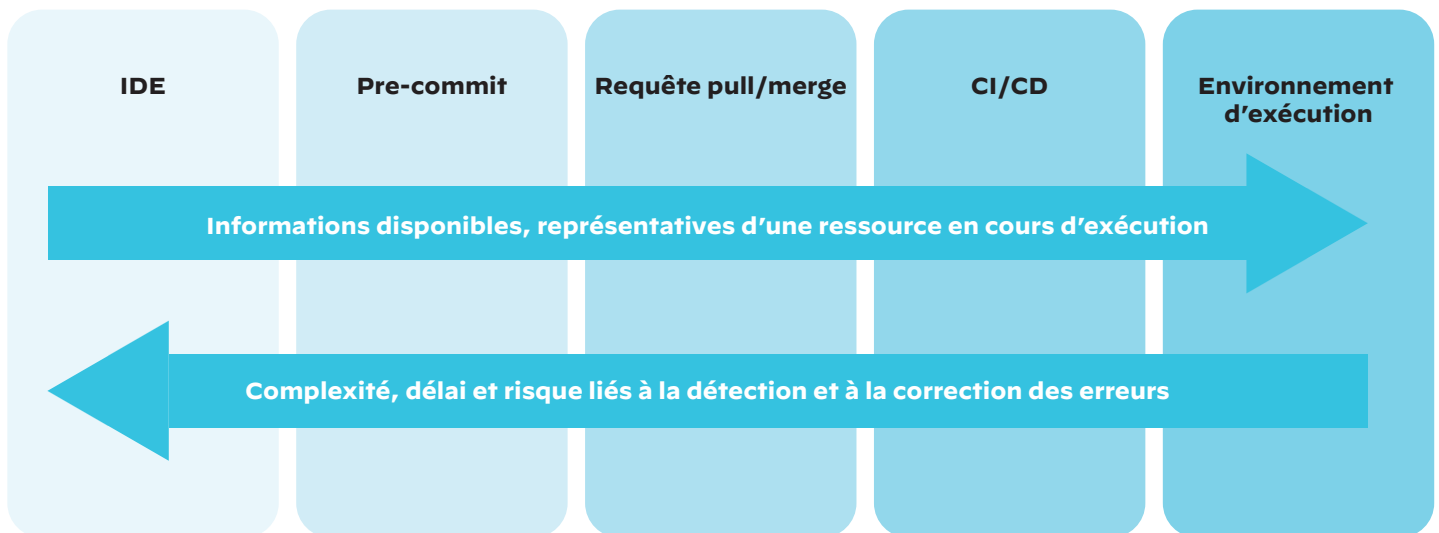 IDE
Pre-commit
Requête pull/merge
CI/CD
Environnement
d’exécution
Informations disponibles, représentatives d’une ressource en cours d’exécution
Complexité, délai et risque liés à la détection et à la correction des erreurs